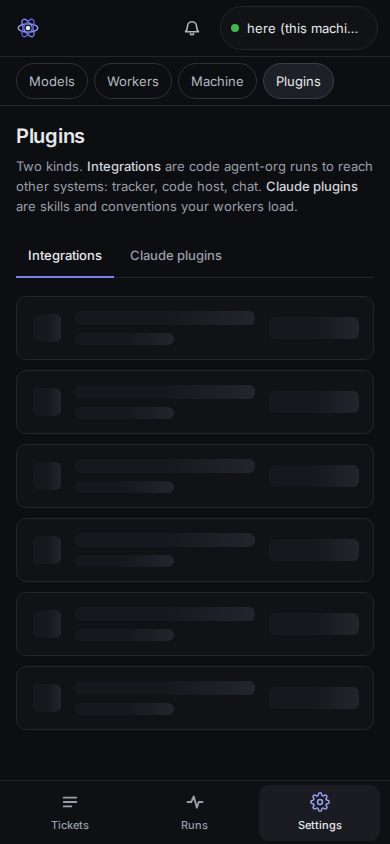 here (this machi...
Models
Workers
Machine
Plugins
Plugins
Two kinds. Integrations are code agent-org runs to reach
other systems: tracker, code host, chat. Claude plugins
are skills and conventions your workers load.
Integrations
Claude plugins
Tickets
Runs
Settings